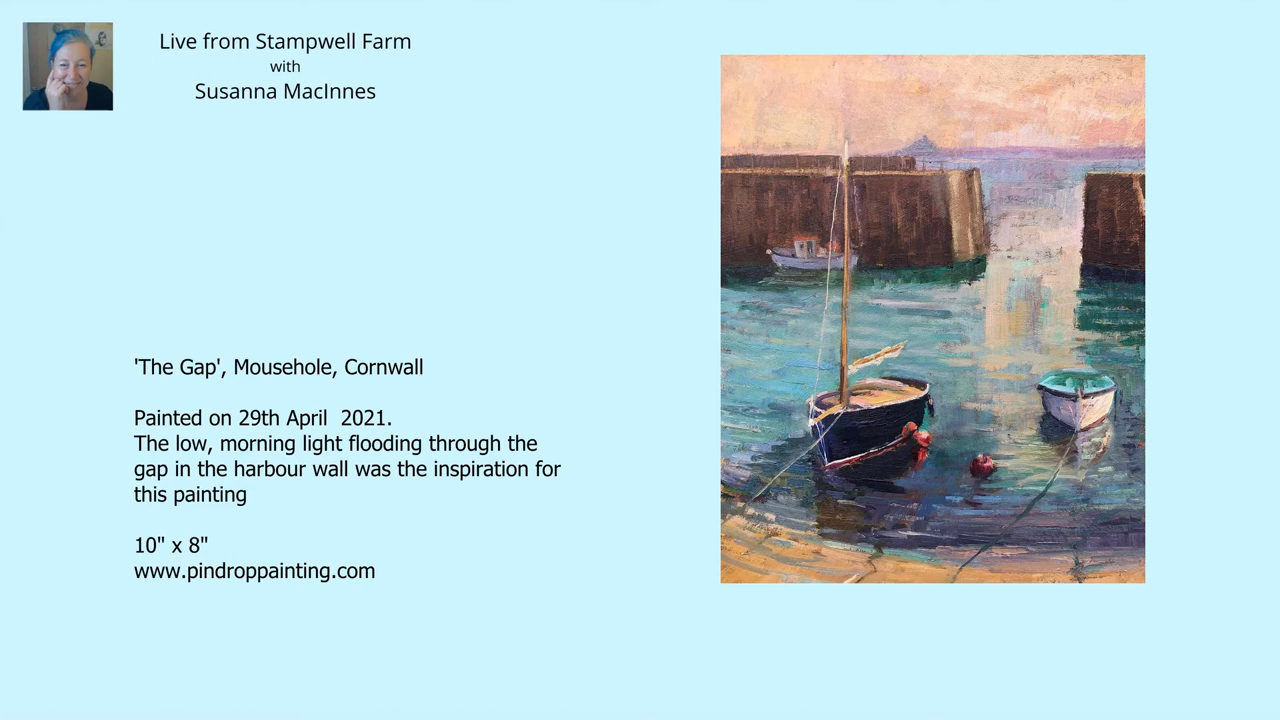 Live from Stampwell Farm
with
Susanna MacInnes
'The Gap', Mousehole, Cornwall
Painted on 29th April  2021.
The low, morning light flooding through the
gap in the harbour wall was the inspiration for
this painting
10" x 8"
www.pindroppainting.com